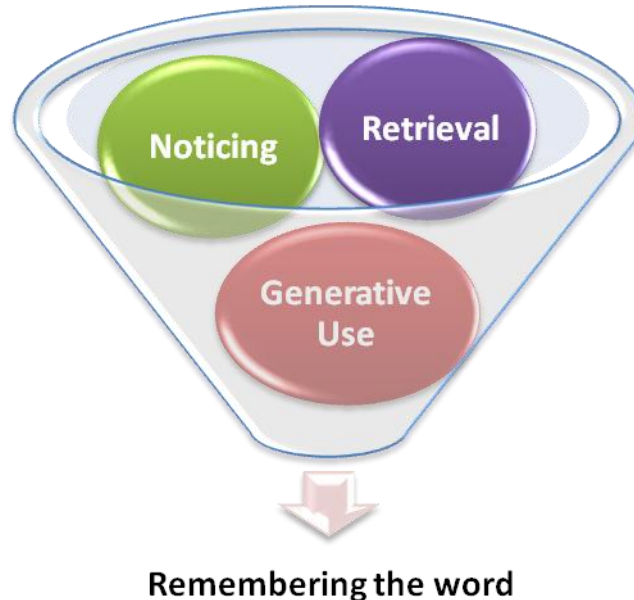 Noticing
Retrieval
Generative
Use
Remembering the word